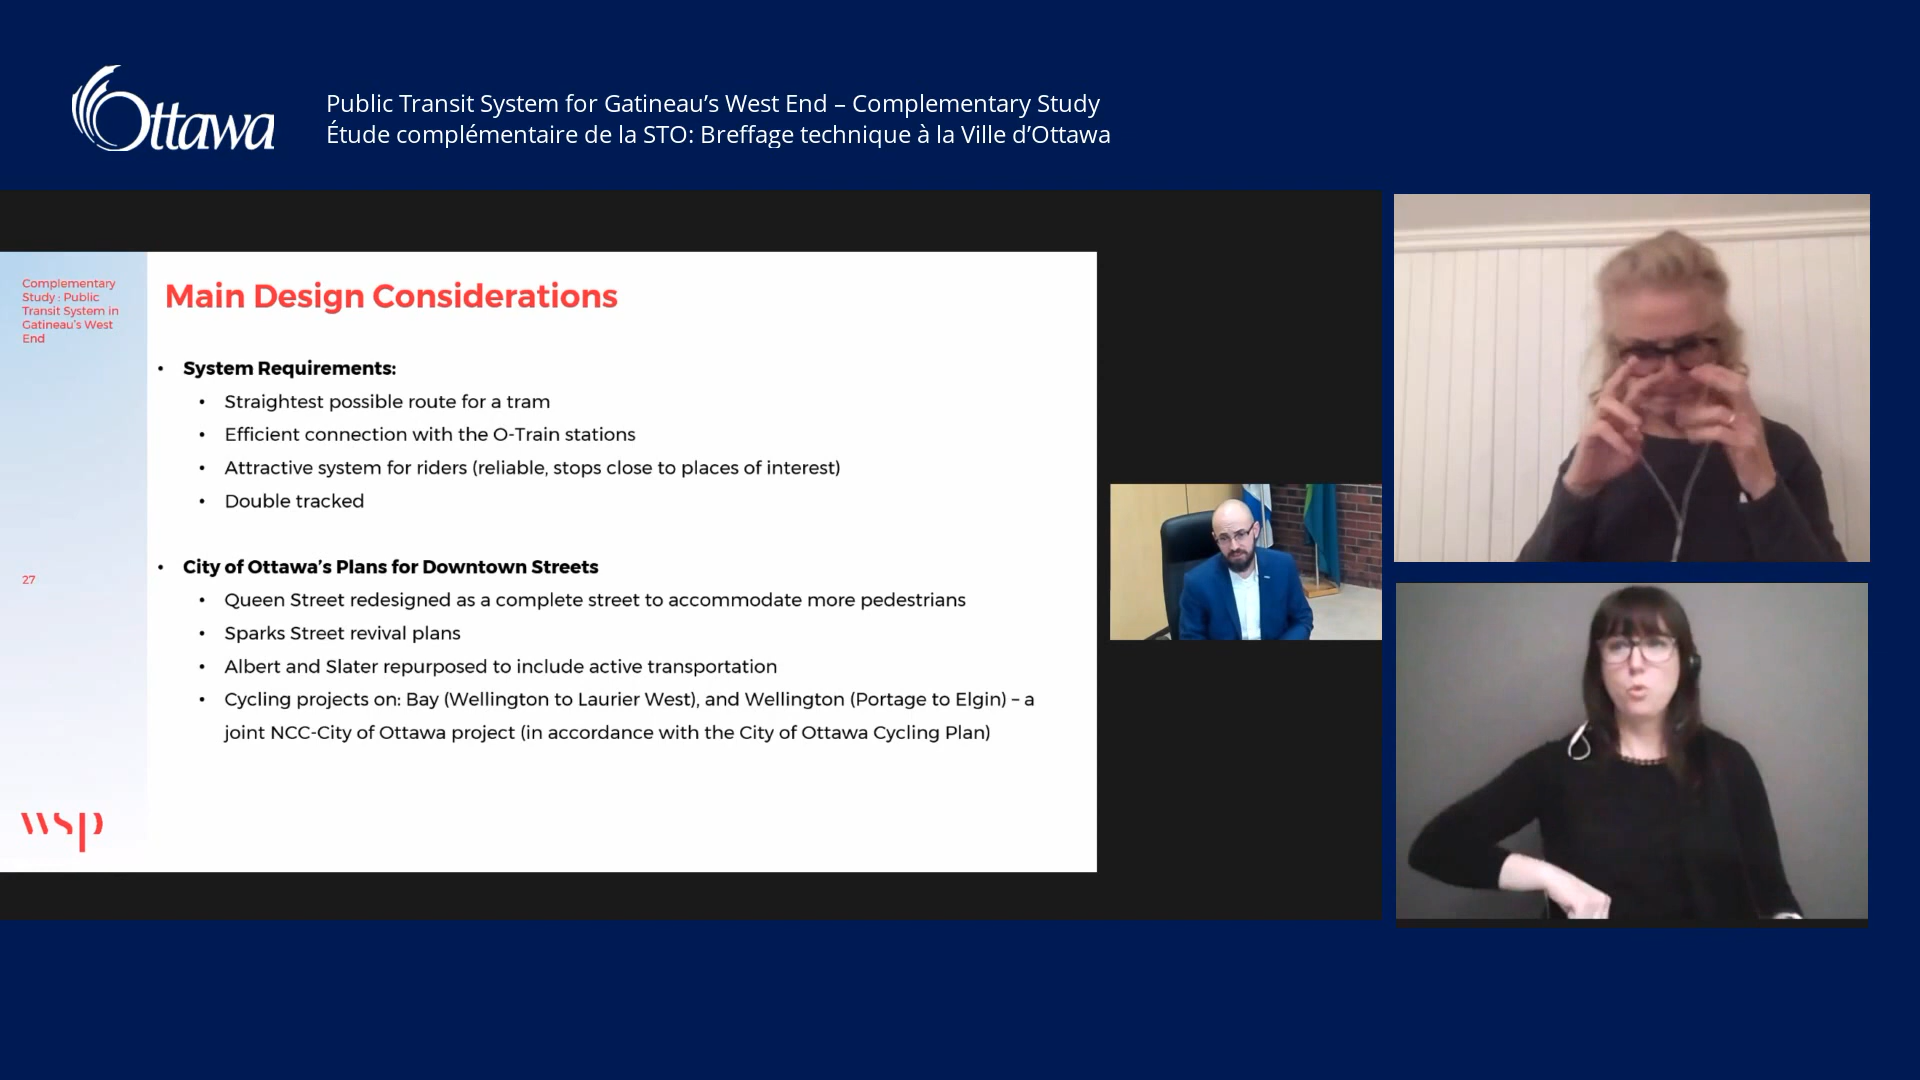 Ottawa
Public Transit System for Gatineau’s West End – Complementary Study
Étude complémentaire de la STO: Breffage technique à la Ville d’Ottawa
Complementary
Study : Public
Transit System in
Gatineau’s West
End
27
wsp
Main Design Considerations
• System Requirements:
• Straightest possible route for a tram
• Efficient connection with the O-Train stations
• Attractive system for riders (reliable, stops close to places of interest)
• Double tracked
• City of Ottawa’s Plans for Downtown Streets
• Queen Street redesigned as a complete street to accommodate more pedestrians
• Sparks Street revival plans
• Albert and Slater repurposed to include active transportation
• Cycling projects on: Bay (Wellington to Laurier West), and Wellington (Portage to Elgin) – a
joint NCC-City of Ottawa project (in accordance with the City of Ottawa Cycling Plan)